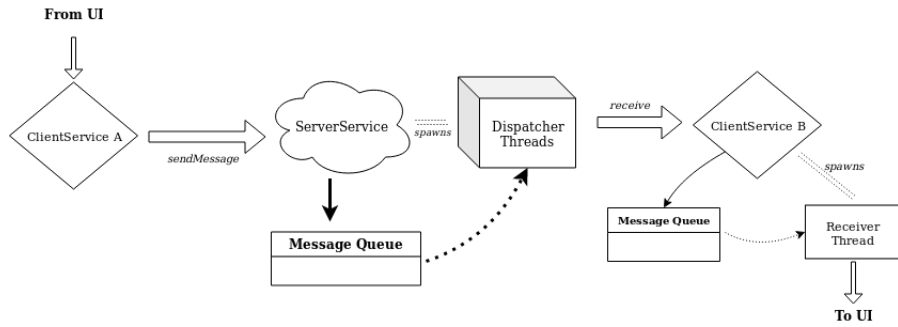 From UI
ClientService A
sendMessage
ServerService
spawns
Dispatcher
Threads
receive
ClientService B
spawns
Message Queue
Message Queue
Receiver
Thread
To UI